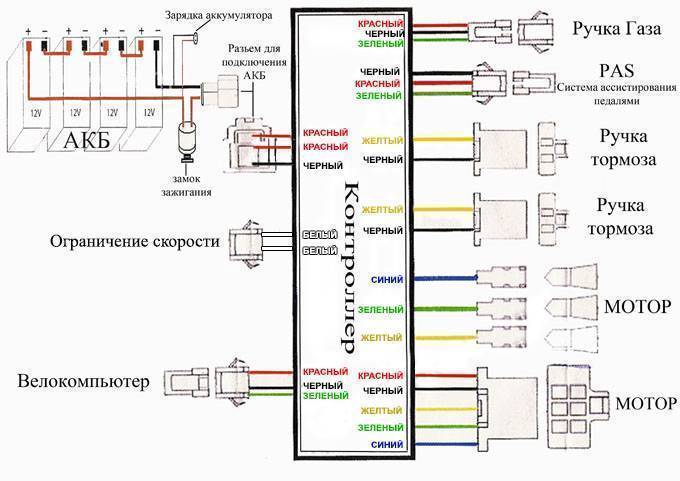 Зарядка аккумулятора
+ - + - + - + -
12V 12V 12V 12V
АКБ
Разьем для
подключения
АКБ
замок
зажигания
Ограничение скорости
Велокомпьютер
КРАСНЫЙ
КРАСНЫЙ
ЧЕРНЫЙ
БЕЛЫЙ
БЕЛЫЙ
КРАСНЫЙ
ЧЕРНЫЙ
ЗЕЛЕНЫЙ
Контроллер
КРАСНЫЙ
ЧЕРНЫЙ
ЗЕЛЕНЫЙ
Ручка Газа
ЧЕРНЫЙ
КРАСНЫЙ
ЗЕЛЕНЫЙ
PAS
Система ассистирования
педалями
ЖЕЛТЫЙ
ЧЕРНЫЙ
Ручка
тормоза
ЖЕЛТЫЙ
ЧЕРНЫЙ
Ручка
тормоза
СИНИЙ
ЗЕЛЕНЫЙ
ЖЕЛТЫЙ
МОТОР
КРАСНЫЙ
ЧЕРНЫЙ
ЖЕЛТЫЙ
ЗЕЛЕНЫЙ
СИНИЙ
МОТОР